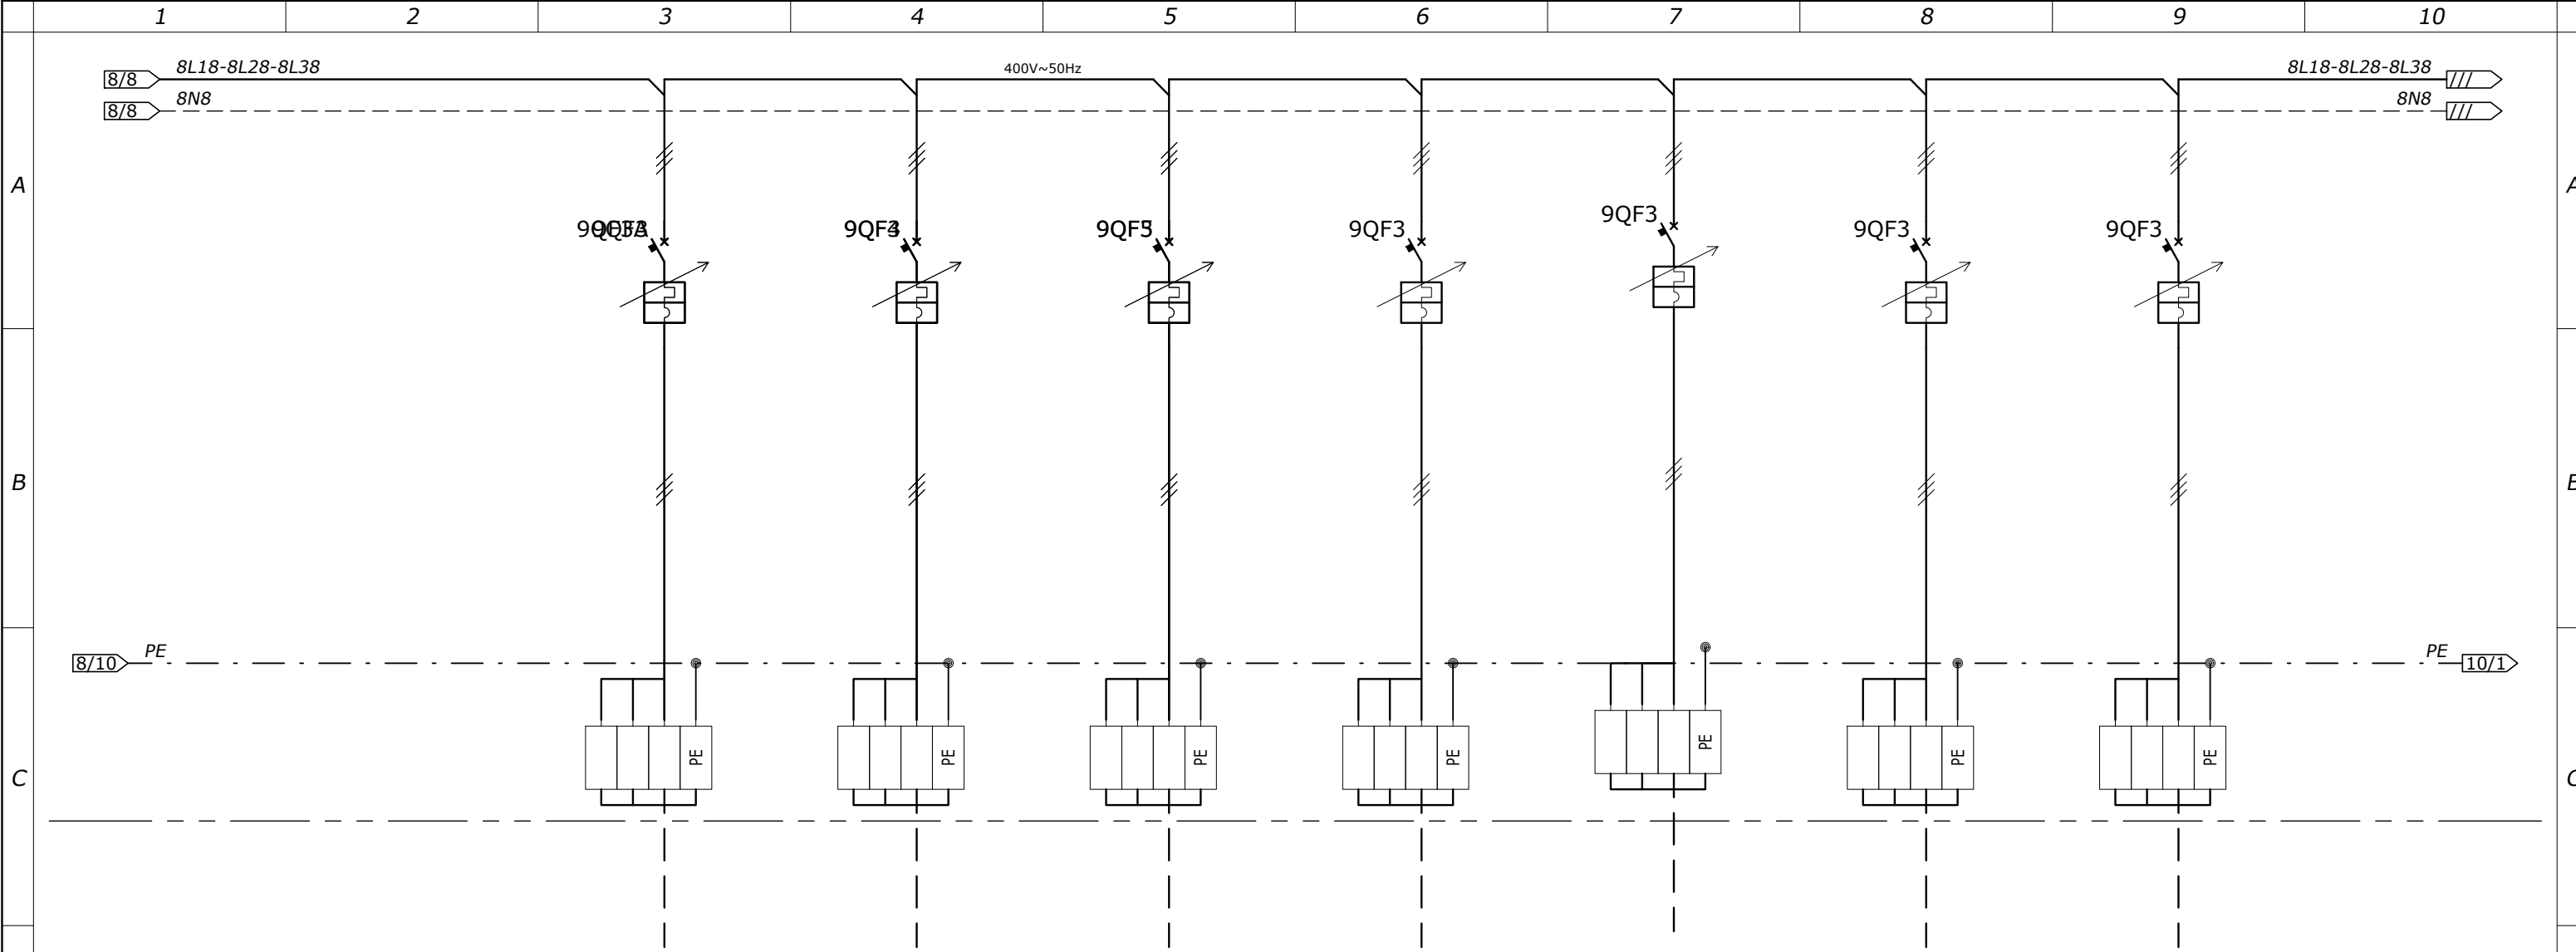 1 2 3 4 5 6 7 8 9 10
8/8 8L18-8L28-8L38 400V~50Hz 8L18-8L28-8L38 ///
8/8 8N8 8N8 ///
A A
9QF3 9QF3 9QF3 9QF3 9QF3 9QF3
B B
8/10 PE PE 10/1
PE PE PE PE PE PE PE
C C